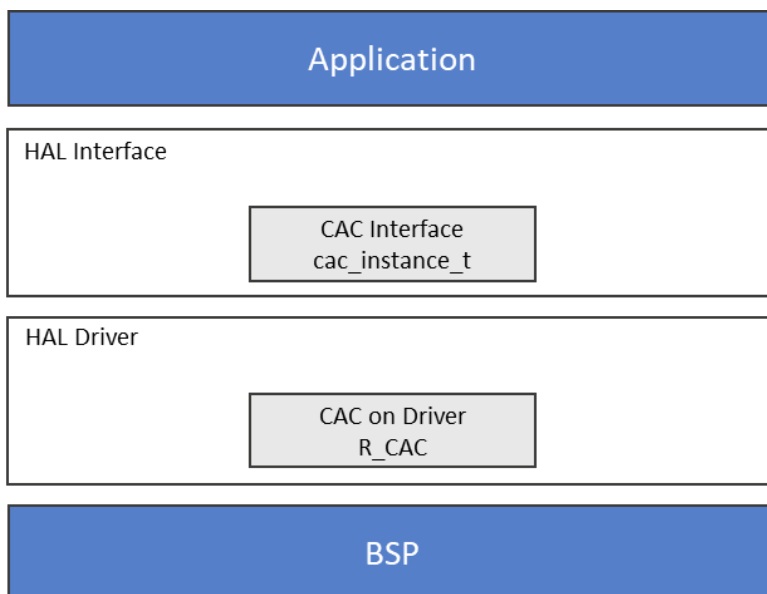 Application
HAL Interface
CAC Interface
cac_instance_t
HAL Driver
CAC on Driver
R_CAC
BSP